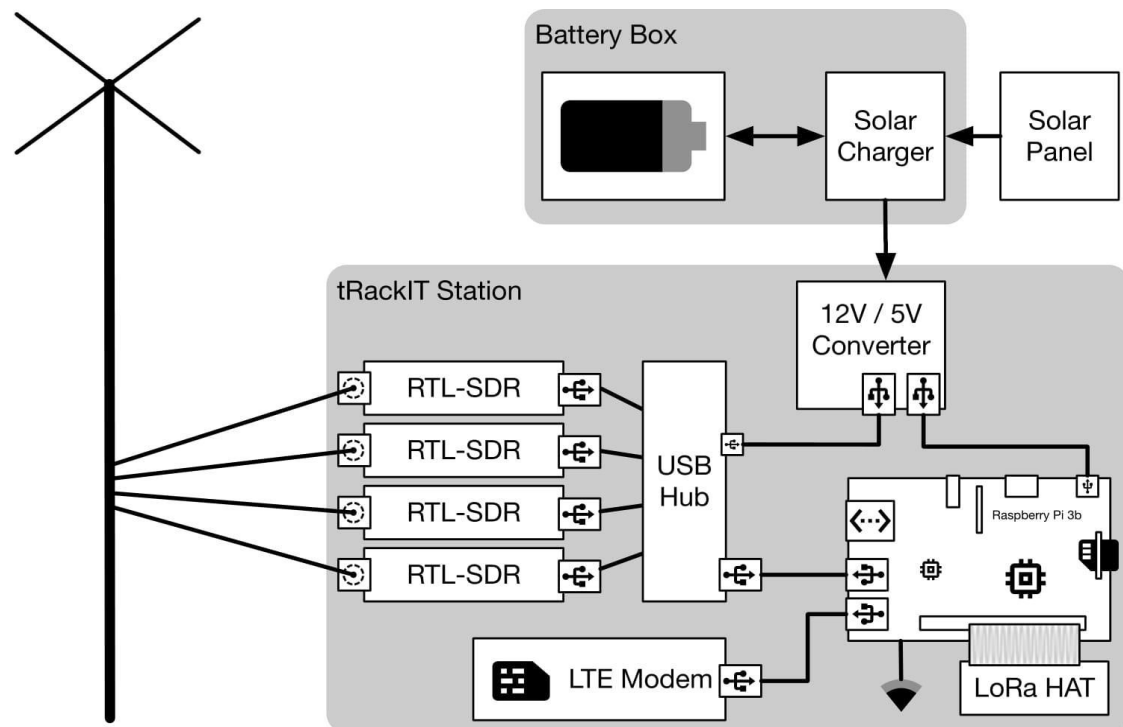 Battery Box
Solar
Charger
Solar
Panel
tRackIT Station
12V / 5V
Converter
RTL-SDR
RTL-SDR
RTL-SDR
RTL-SDR
USB
Hub
Raspberry Pi 3b
LTE Modem
LoRa HAT